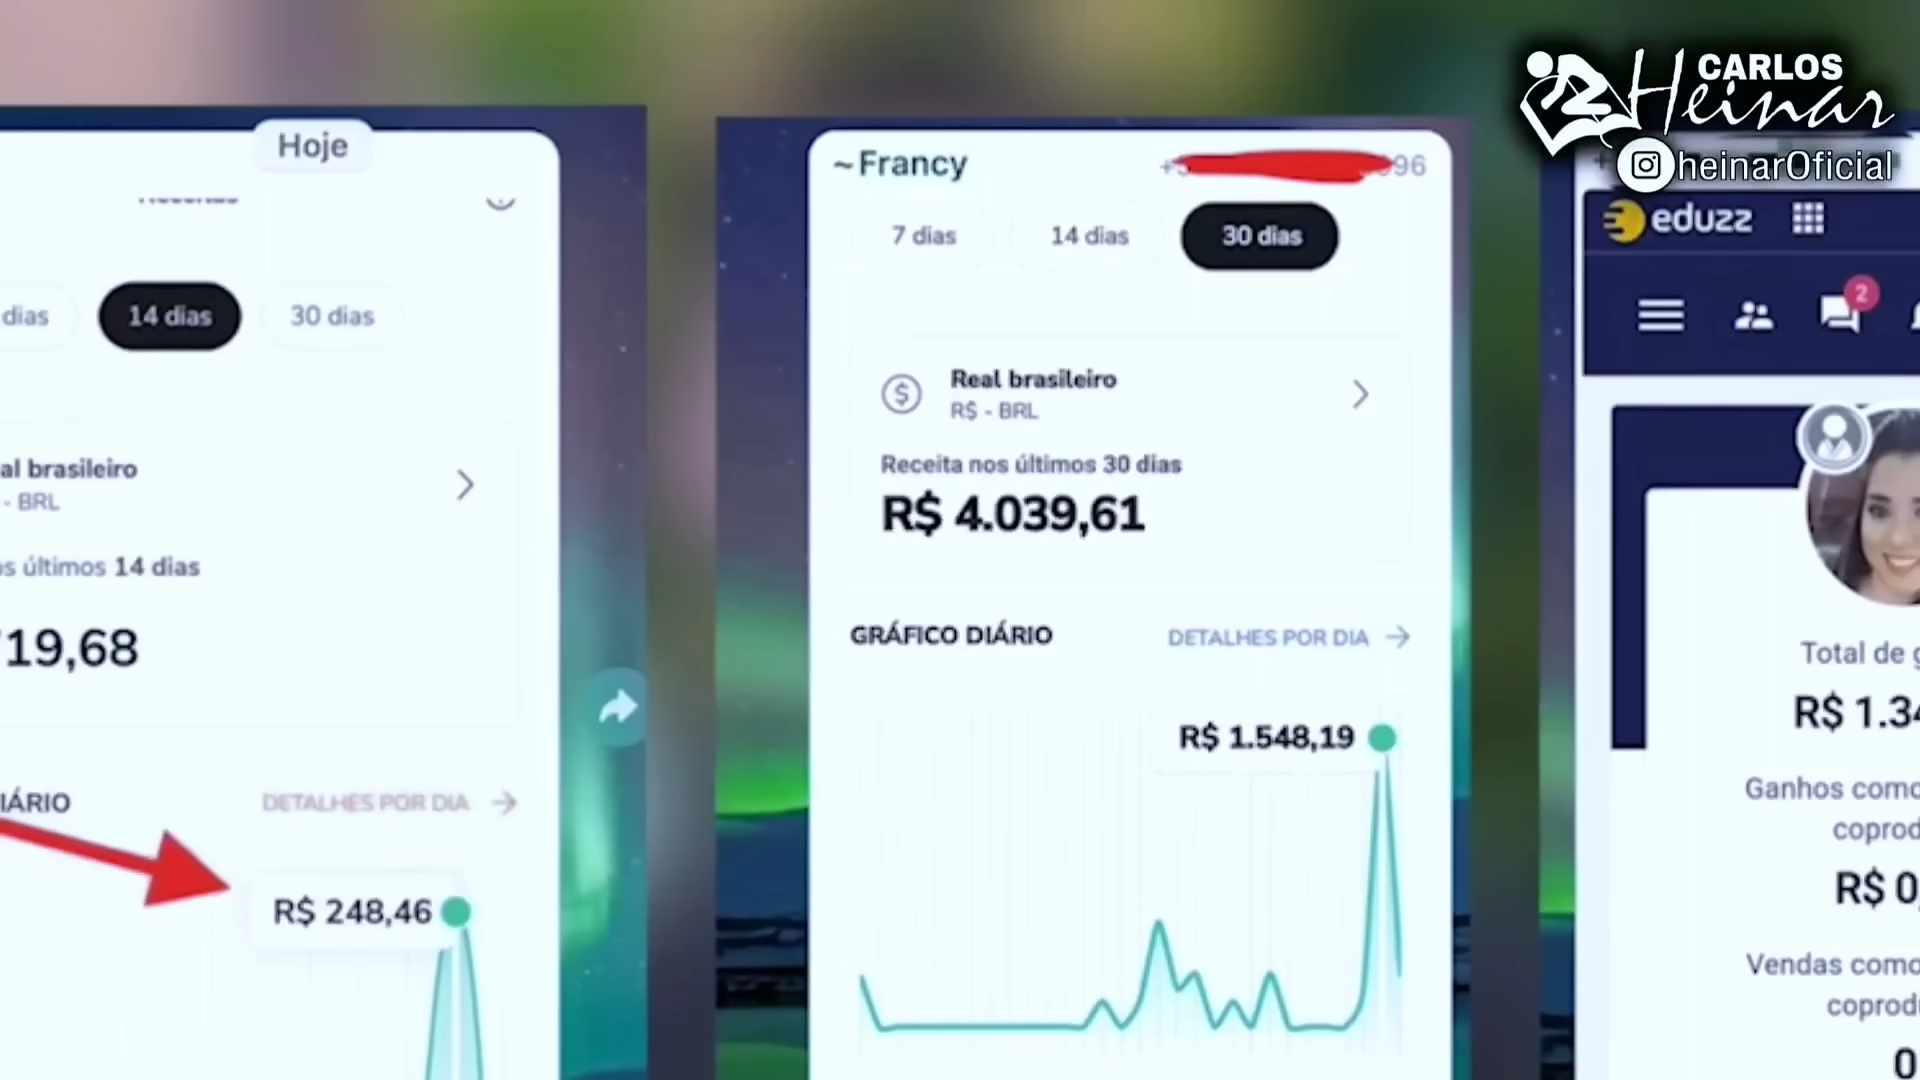 CARLOS
Heinar
heinarOficial
Hoje
dias
14 dias
30 dias
al brasileiro
- BRL
s últimos 14 dias
19,68
IÁRIO
DETALHES POR DIA
R$ 248,46
~Francy
96
7 dias
14 dias
30 dias
Real brasileiro
R$ - BRL
Receita nos últimos 30 dias
R$ 4.039,61
GRÁFICO DIÁRIO
DETALHES POR DIA
R$ 1.548,19
eduzz
2
Total de g
R$ 1.34
Ganhos como
coprod
R$ 0,
Vendas como
coprodu
0